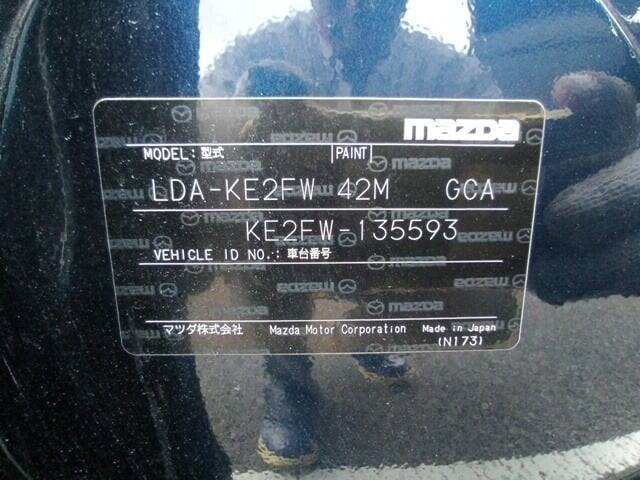 mazda
MODEL:型式 PAINT
LDA-KE2FW 42M GCA
KE2FW-135593
VEHICLE ID NO.:車台番号
マツダ株式会社 Mazda Motor Corporation Made in Japan
(N173)